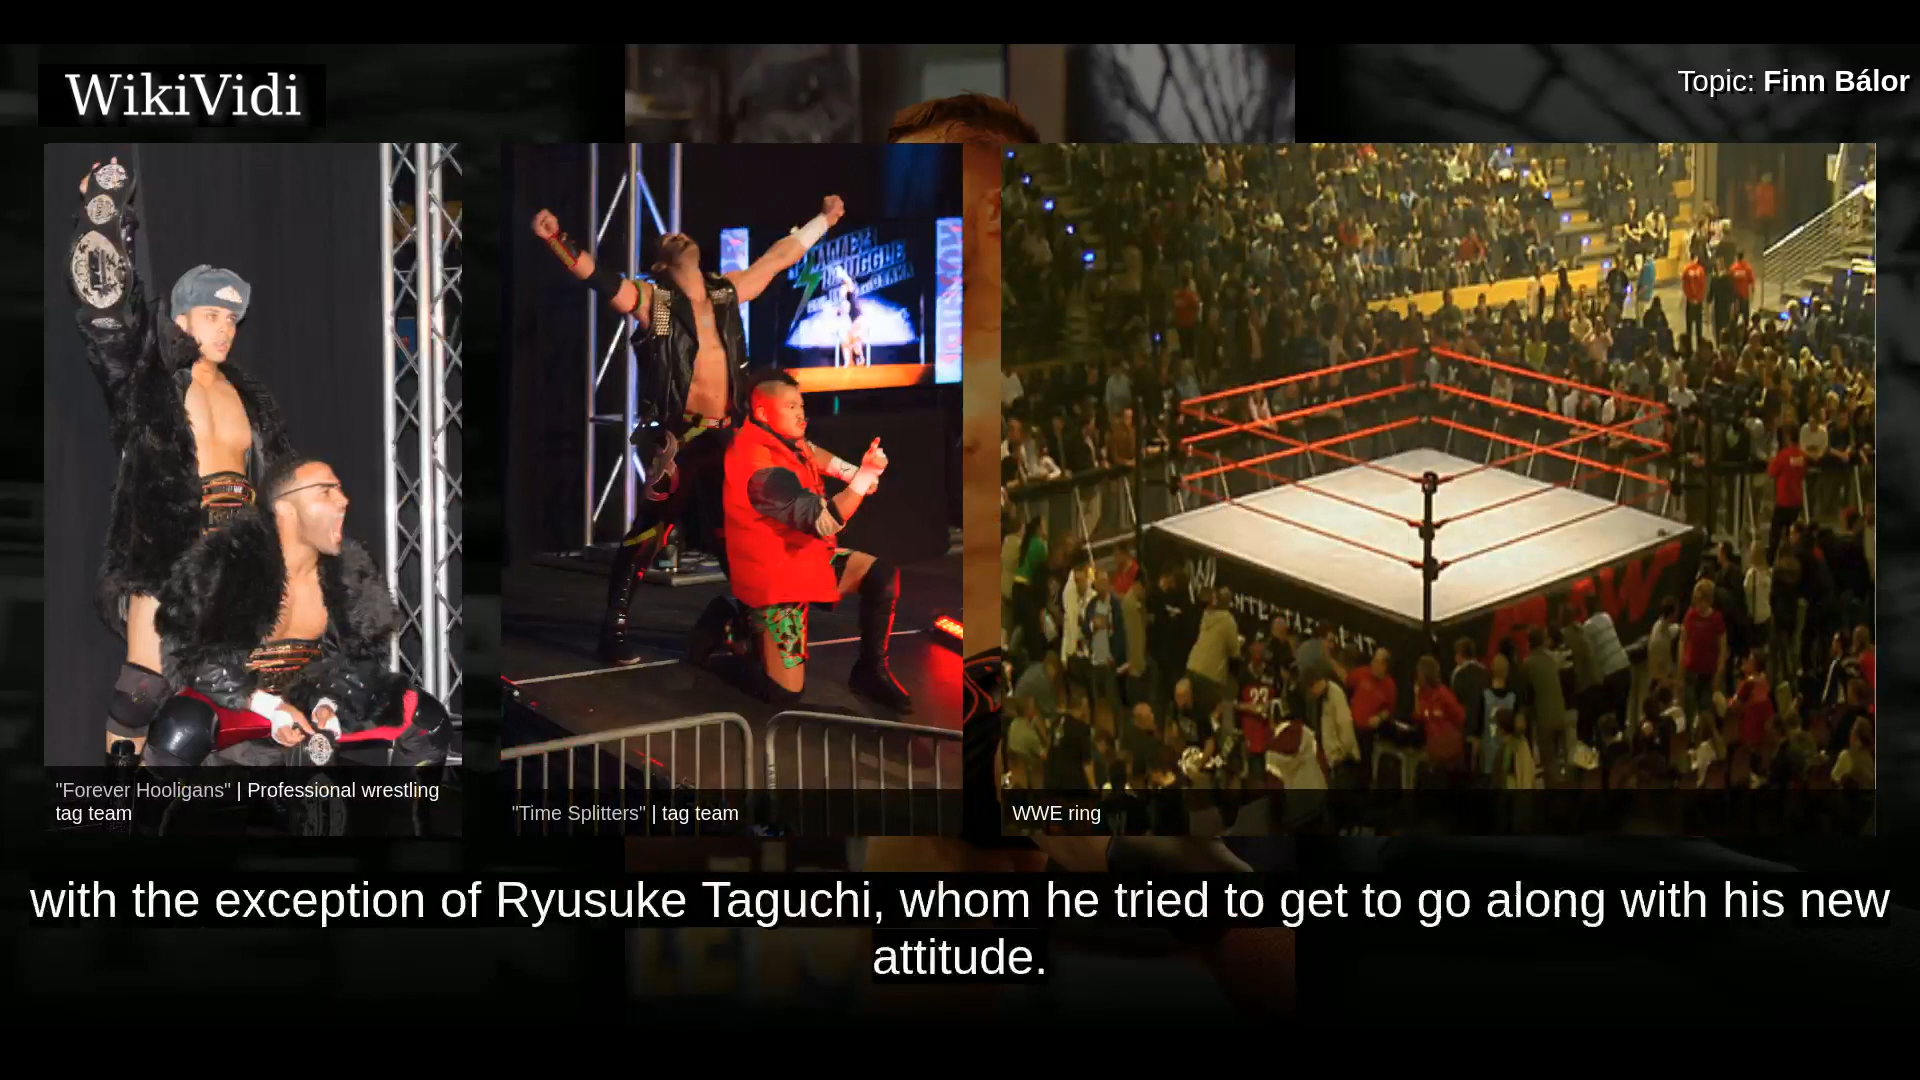 WikiVidi
Topic: Finn Bálor
"Forever Hooligans" | Professional wrestling
tag team
"Time Splitters" | tag team
WWE ring
with the exception of Ryusuke Taguchi, whom he tried to get to go along with his new
attitude.